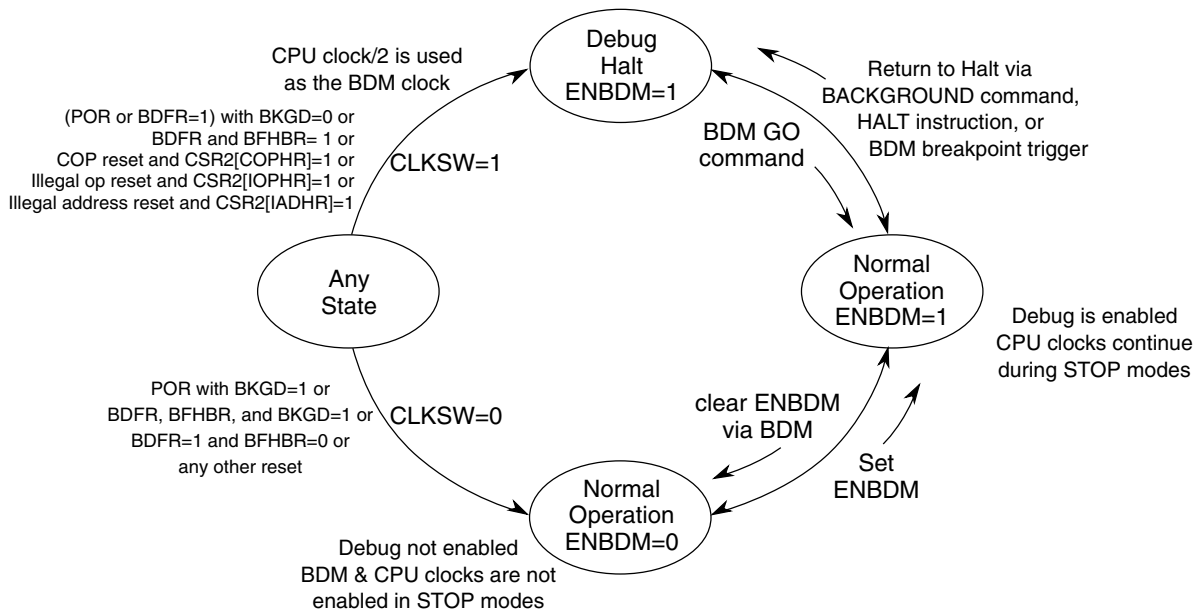 Debug
Halt
ENBDM=1
CPU clock/2 is used
as the BDM clock
(POR or BDFR=1) with BKGD=0 or
BDFR and BFHBR= 1 or
COP reset and CSR2[COPHR]=1 or
Illegal op reset and CSR2[IOPHR]=1 or
Illegal address reset and CSR2[IADHR]=1
CLKSW=1
BDM GO
command
Return to Halt via
BACKGROUND command,
HALT instruction, or
BDM breakpoint trigger
Any
State
Normal
Operation
ENBDM=1
Debug is enabled
CPU clocks continue
during STOP modes
POR with BKGD=1 or
BDFR, BFHBR, and BKGD=1 or
BDFR=1 and BFHBR=0 or
any other reset
CLKSW=0
clear ENBDM
via BDM
Set
ENBDM
Normal
Operation
ENBDM=0
Debug not enabled
BDM & CPU clocks are not
enabled in STOP modes